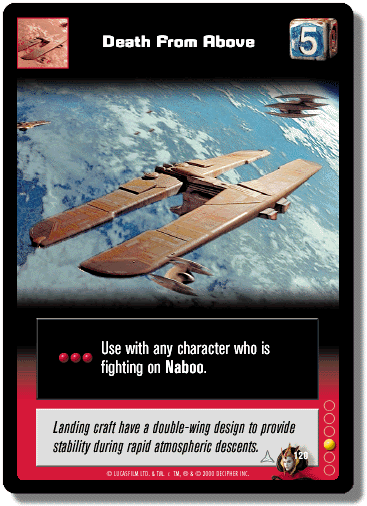 Death From Above
5
Use with any character who is
fighting on Naboo.
Landing craft have a double-wing design to provide
stability during rapid atmospheric descents.
128
© LUCASFILM LTD. & TM, ® & © 2000 DECIPHER INC.